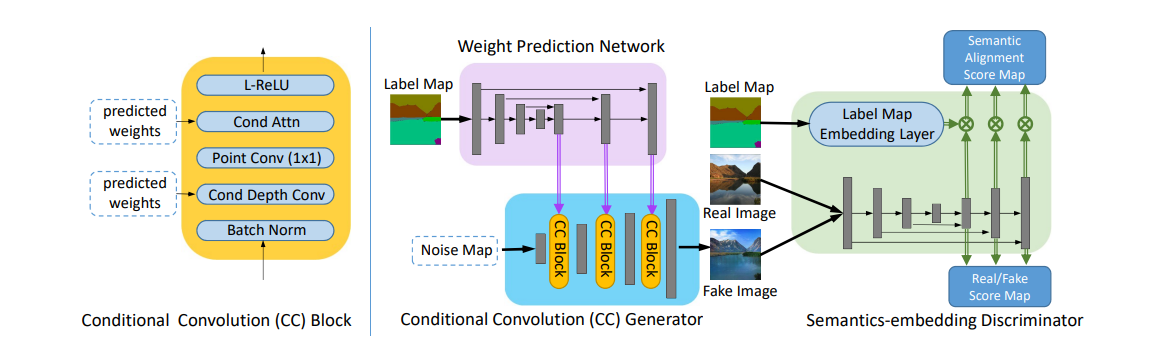 L-ReLU
predicted
weights
Cond Attn
Point Conv (1x1)
predicted
weights
Cond Depth Conv
Batch Norm
Conditional Convolution (CC) Block
Weight Prediction Network
Label Map
Noise Map
CC Block
CC Block
CC Block
Conditional Convolution (CC) Generator
Label Map
Real Image
Fake Image
Semantic
Alignment
Score Map
Label Map
Embedding Layer
Real/Fake
Score Map
Semantics-embedding Discriminator